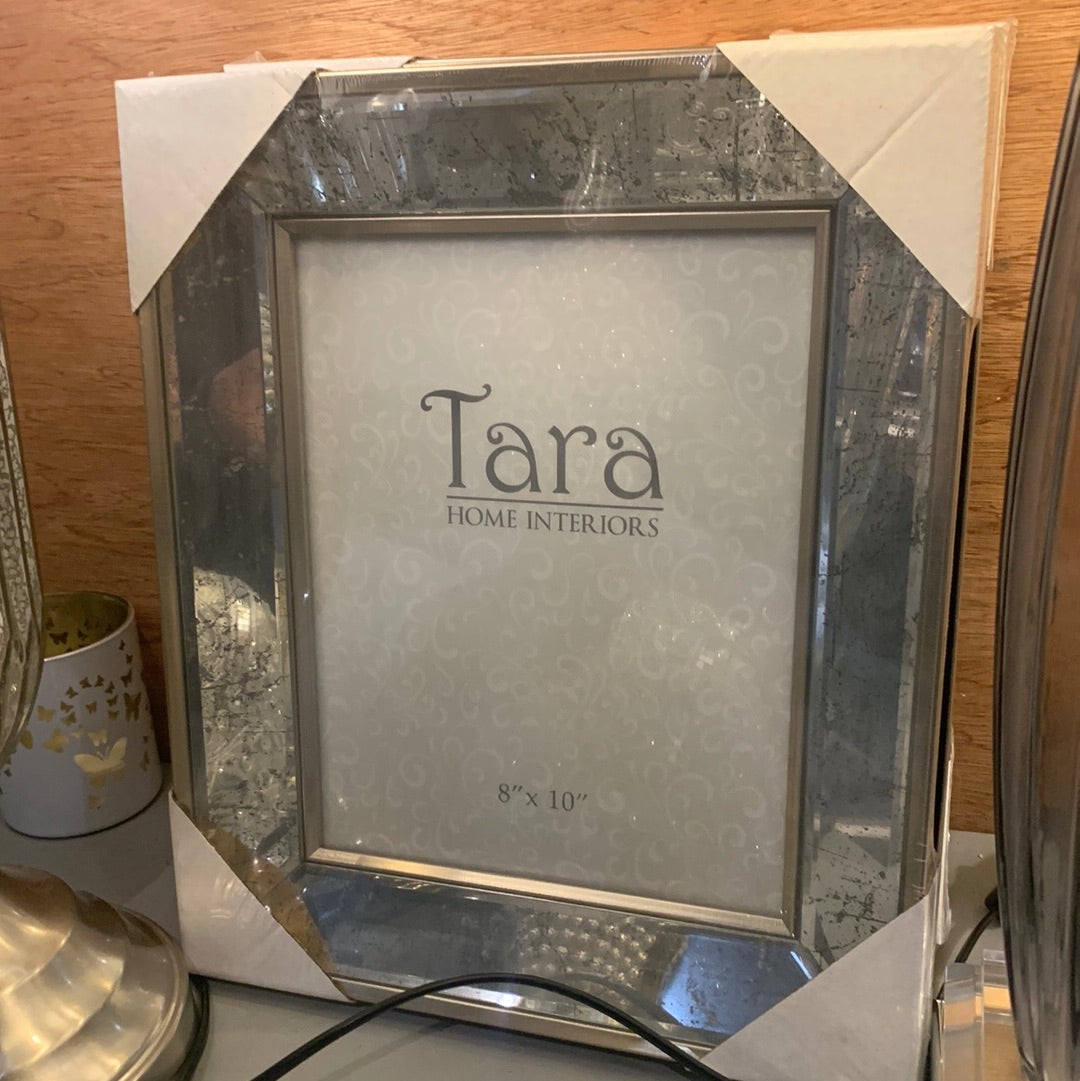 Tara
HOME INTERIORS
8"x 10"